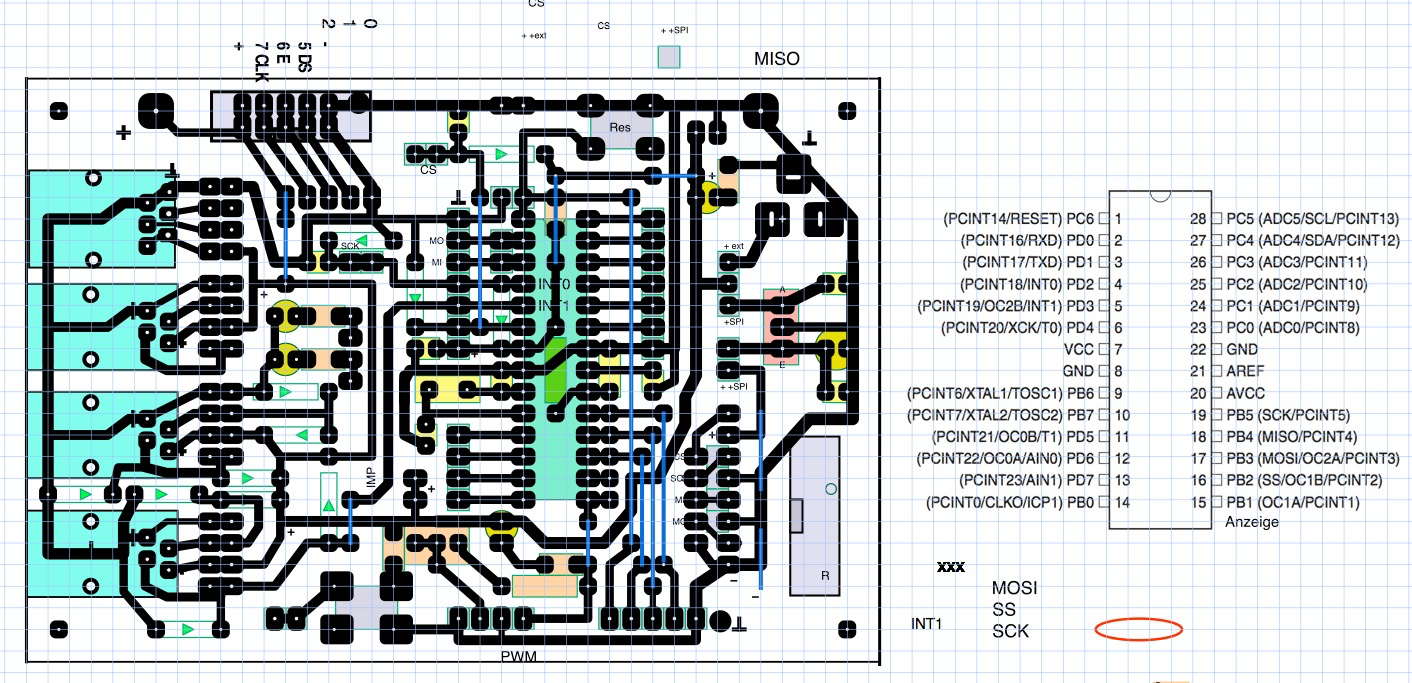 CS
CS
+ +ext
+ +SPI
MISO
2
1
0
+
7 CLK
6 E
5 DS
-
+
Res
CS
+
SCK
MO
MI
+ ext
INT0
INT1
+
A
+SPI
E
+
+ +SPI
+
IMP
+
CS
SC
M
MO
+
R
-
-
PWM
(PCINT14/RESET) PC6 1
28 PC5 (ADC5/SCL/PCINT13)
(PCINT16/RXD) PD0 2
27 PC4 (ADC4/SDA/PCINT12)
(PCINT17/TXD) PD1 3
26 PC3 (ADC3/PCINT11)
(PCINT18/INT0) PD2 4
25 PC2 (ADC2/PCINT10)
(PCINT19/OC2B/INT1) PD3 5
24 PC1 (ADC1/PCINT9)
(PCINT20/XCK/T0) PD4 6
23 PC0 (ADC0/PCINT8)
VCC 7
22 GND
GND 8
21 AREF
(PCINT6/XTAL1/TOSC1) PB6 9
20 AVCC
(PCINT7/XTAL2/TOSC2) PB7 10
19 PB5 (SCK/PCINT5)
(PCINT21/OC0B/T1) PD5 11
18 PB4 (MISO/PCINT4)
(PCINT22/OC0A/AIN0) PD6 12
17 PB3 (MOSI/OC2A/PCINT3)
(PCINT23/AIN1) PD7 13
16 PB2 (SS/OC1B/PCINT2)
(PCINT0/CLKO/ICP1) PB0 14
15 PB1 (OC1A/PCINT1)
Anzeige
xxx
MOSI
SS
INT1
SCK